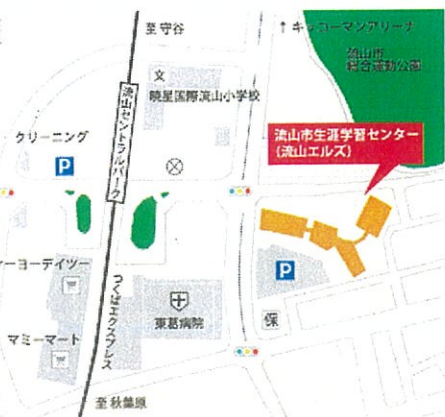 至 守谷
↑ キッコーマンアリーナ
流山市
総合運動公園
文
暁星国際流山小学校
流山セントラルパーク
クリーニング
P
流山市生涯学習センター
(流山エルズ)
ケーヨーデイツー
P
つくばエクスプレス
東葛病院
保
マミーマート
至 秋葉原